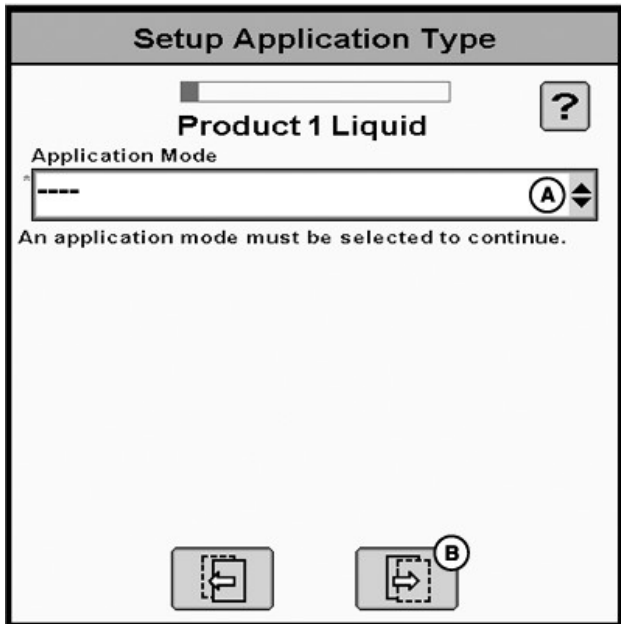 Setup Application Type
?
Product 1 Liquid
Application Mode
*
----
A
An application mode must be selected to continue.
B